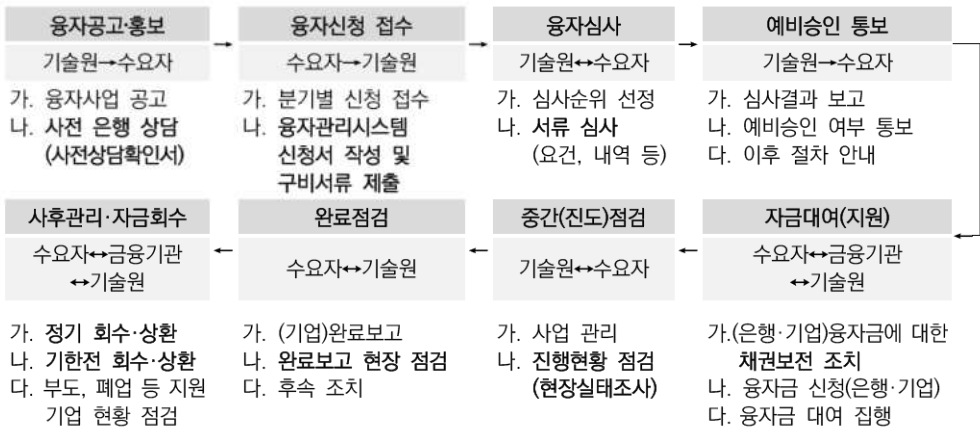 융자공고·홍보
기술원→수요자
가. 융자사업 공고
나. 사전 은행 상담
(사전상담확인서)
융자신청 접수
수요자→기술원
가. 분기별 신청 접수
나. 융자관리시스템
신청서 작성 및
구비서류 제출
융자심사
기술원↔수요자
가. 심사순위 선정
나. 서류 심사
(요건, 내역 등)
예비승인 통보
기술원→수요자
가. 심사결과 보고
나. 예비승인 여부 통보
다. 이후 절차 안내
자금대여(지원)
수요자↔금융기관
↔기술원
가.(은행·기업)융자금에 대한
채권보전 조치
나. 융자금 신청(은행·기업)
다. 융자금 대여 집행
중간(진도)점검
기술원↔수요자
가. 사업 관리
나. 진행현황 점검
(현장실태조사)
완료점검
수요자↔기술원
가. (기업)완료보고
나. 완료보고 현장 점검
다. 후속 조치
사후관리·자금회수
수요자↔금융기관
↔기술원
가. 정기 회수·상환
나. 기한전 회수·상환
다. 부도, 폐업 등 지원
기업 현황 점검